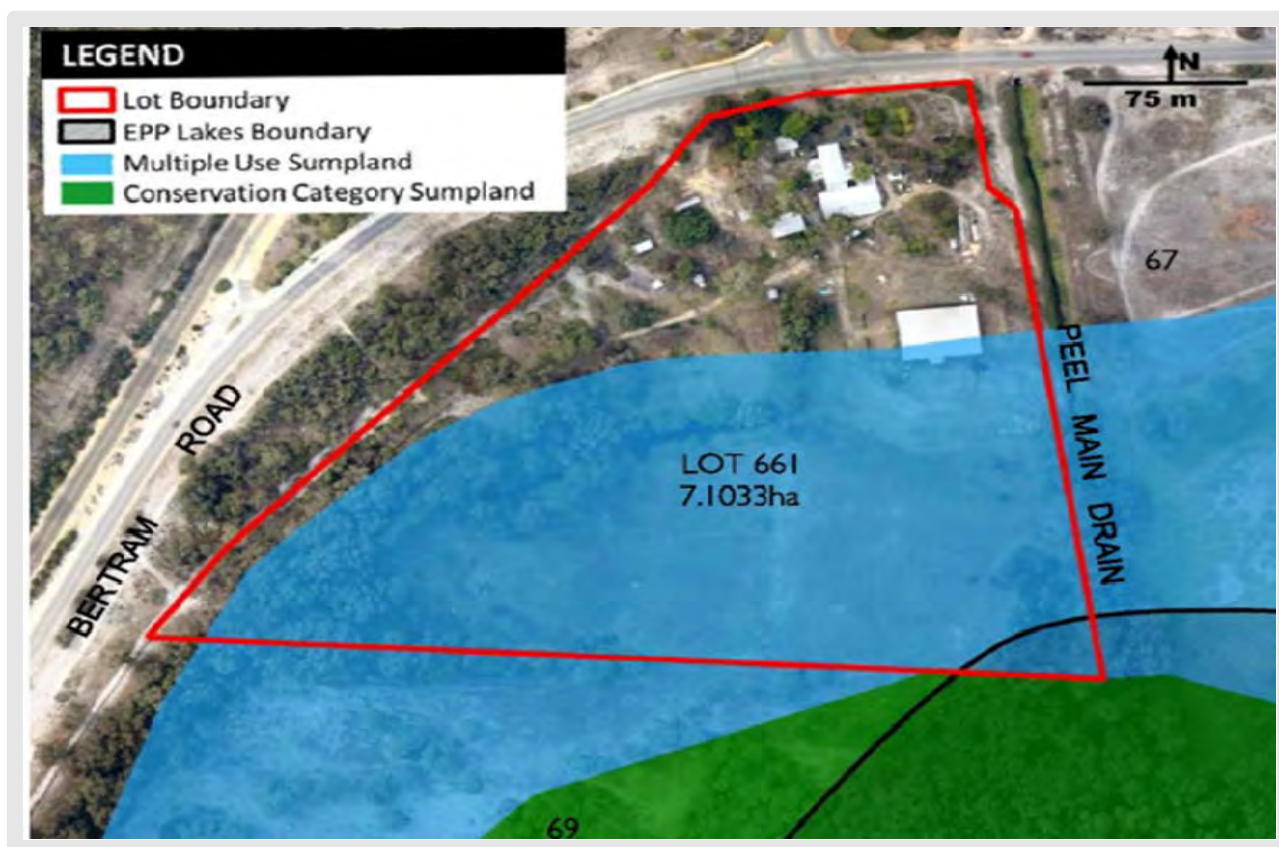 LEGEND
Lot Boundary
EPP Lakes Boundary
Multiple Use Sumpland
Conservation Category Sumpland
N
75 m
67
PEEL MAIN DRAIN
BERTRAM ROAD
LOT 661
7.1033ha
69